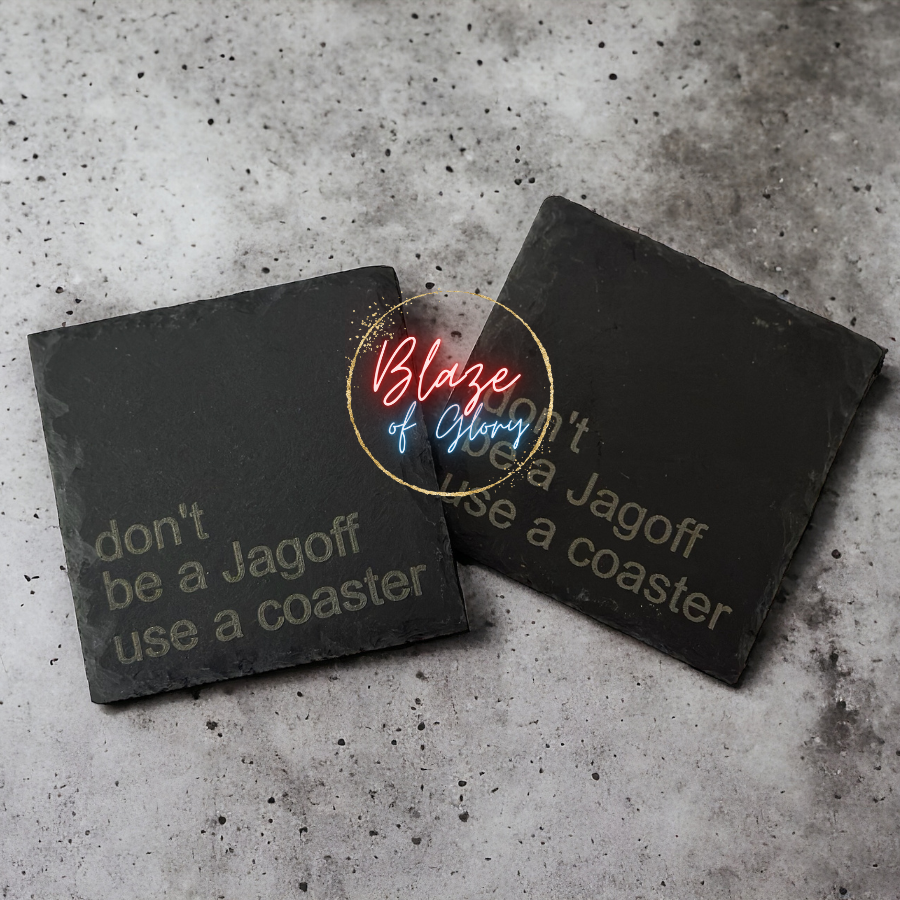 don't
be a Jagoff
use a coaster
Blaze
of Glory
don't
be a Jagoff
use a coaster